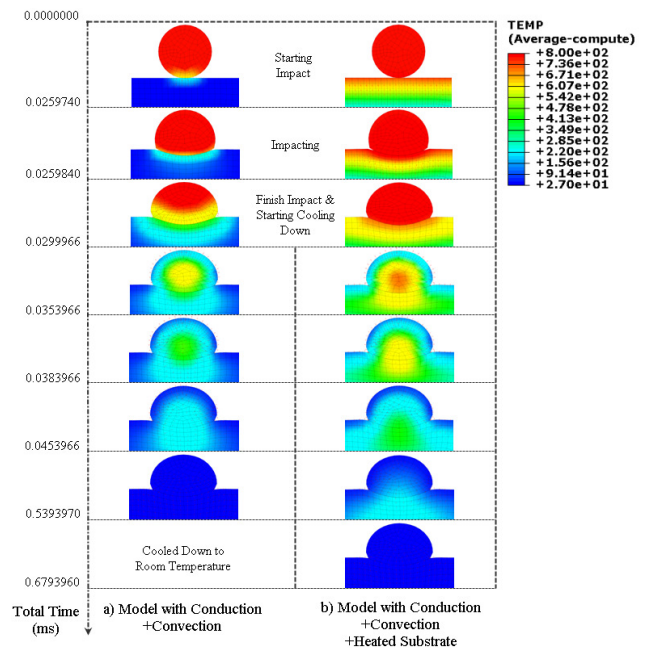 0.0000000
TEMP
(Average-compute)
+8.00e+02
+7.36e+02
+6.71e+02
+6.07e+02
+5.42e+02
+4.78e+02
+4.13e+02
+3.49e+02
+2.85e+02
+2.20e+02
+1.56e+02
+9.14e+01
+2.70e+01
Starting
Impact
0.0259740
Impacting
0.0259840
Finish Impact &
Starting Cooling
Down
0.0299966
0.0353966
0.0383966
0.0453966
0.5393970
Cooled Down to
Room Temperature
0.6793960
Total Time
(ms)
a) Model with Conduction
+Convection
b) Model with Conduction
+Convection
+Heated Substrate